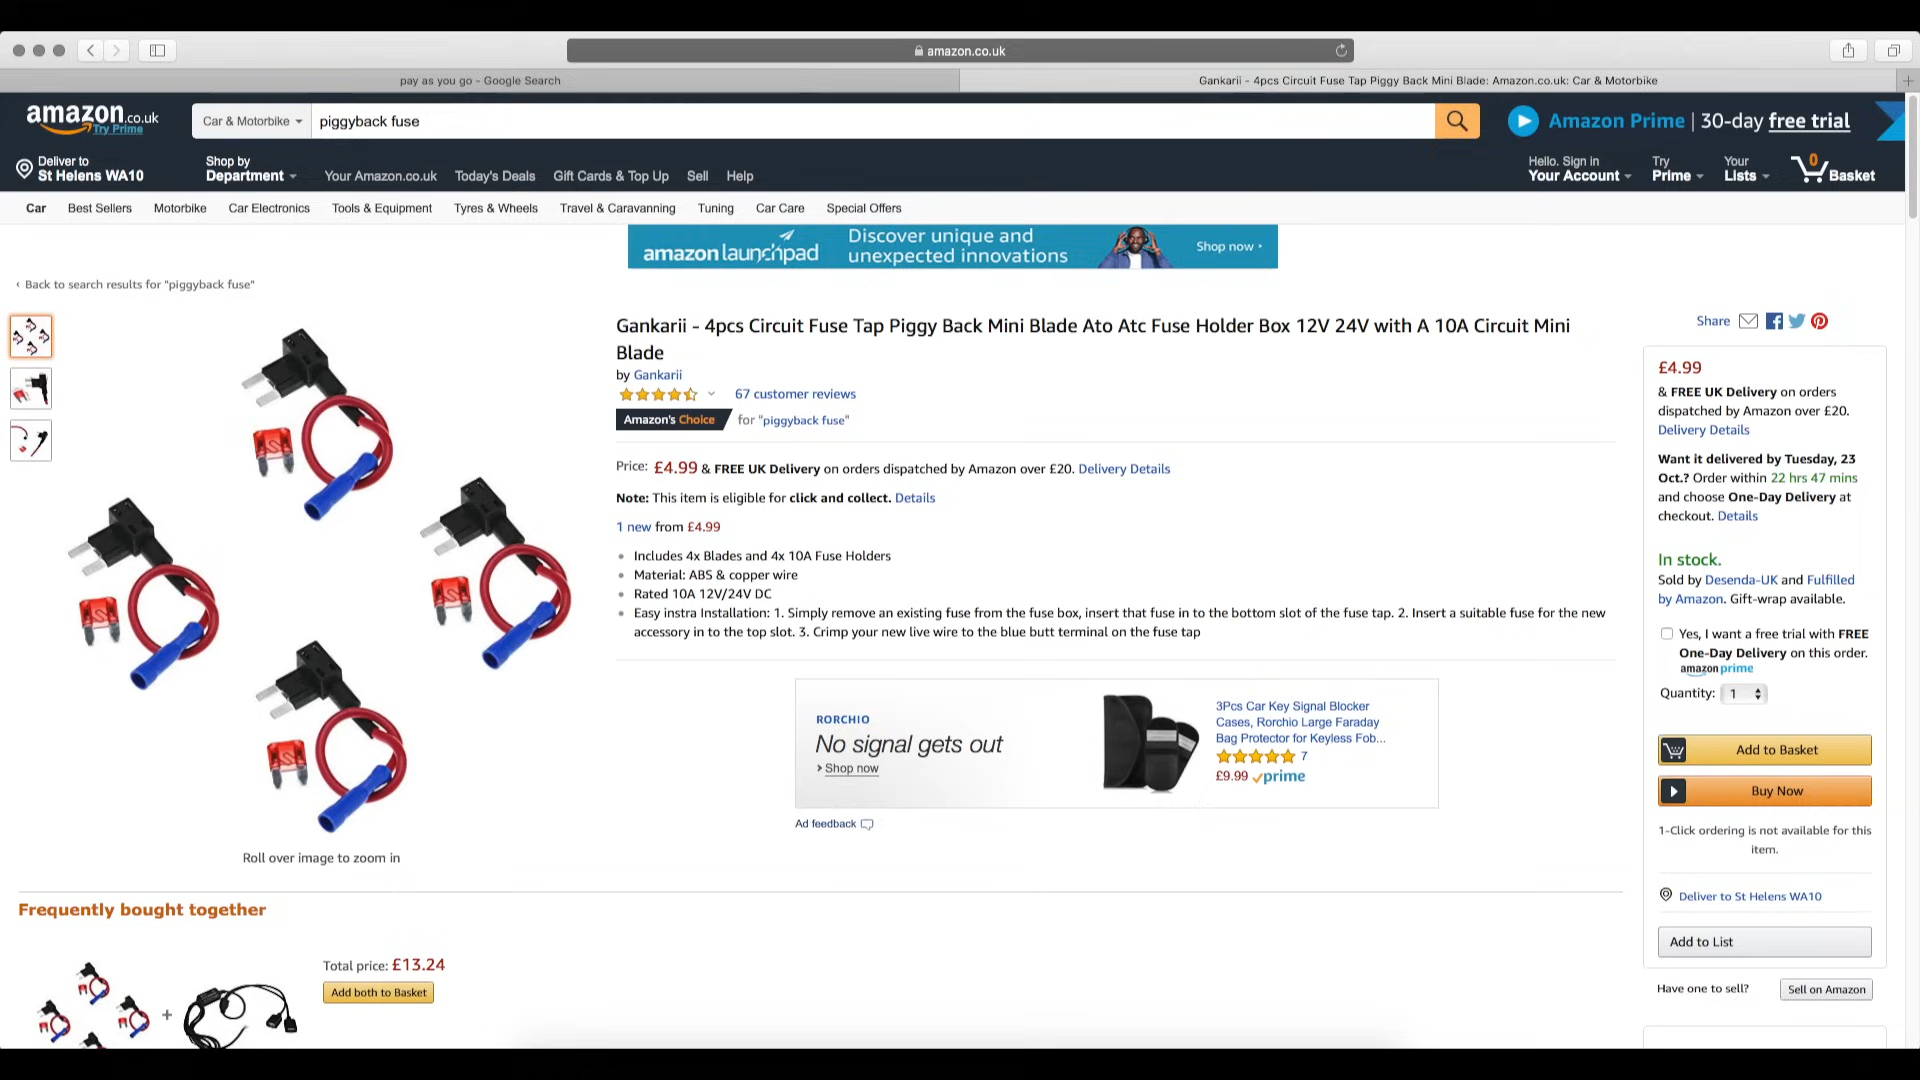 amazon.co.uk
pay as you go - Google Search
Gankarii - 4pcs Circuit Fuse Tap Piggy Back Mini Blade: Amazon.co.uk: Car & Motorbike
amazon.co.uk
Try Prime
Car & Motorbike
piggyback fuse
Amazon Prime | 30-day free trial
Deliver to
St Helens WA10
Shop by
Department
Your Amazon.co.uk
Today's Deals
Gift Cards & Top Up
Sell
Help
Hello. Sign in
Your Account
Try
Prime
Your
Lists
0
Basket
Car
Best Sellers
Motorbike
Car Electronics
Tools & Equipment
Tyres & Wheels
Travel & Caravanning
Tuning
Car Care
Special Offers
amazon launchpad
Discover unique and
unexpected innovations
Shop now
‹ Back to search results for "piggyback fuse"
Gankarii - 4pcs Circuit Fuse Tap Piggy Back Mini Blade Ato Atc Fuse Holder Box 12V 24V with A 10A Circuit Mini
Blade
by Gankarii
67 customer reviews
Amazon's Choice for "piggyback fuse"
Price: £4.99 & FREE UK Delivery on orders dispatched by Amazon over £20. Delivery Details
Note: This item is eligible for click and collect. Details
1 new from £4.99
Includes 4x Blades and 4x 10A Fuse Holders
Material: ABS & copper wire
Rated 10A 12V/24V DC
Easy instra Installation: 1. Simply remove an existing fuse from the fuse box, insert that fuse in to the bottom slot of the fuse tap. 2. Insert a suitable fuse for the new
accessory in to the top slot. 3. Crimp your new live wire to the blue butt terminal on the fuse tap
RORCHIO
No signal gets out
Shop now
3Pcs Car Key Signal Blocker
Cases, Rorchio Large Faraday
Bag Protector for Keyless Fob...
7
£9.99 prime
Ad feedback
Roll over image to zoom in
Frequently bought together
+
Total price: £13.24
Add both to Basket
Share
£4.99
& FREE UK Delivery on orders
dispatched by Amazon over £20.
Delivery Details
Want it delivered by Tuesday, 23
Oct.? Order within 22 hrs 47 mins
and choose One-Day Delivery at
checkout. Details
In stock.
Sold by Desenda-UK and Fulfilled
by Amazon. Gift-wrap available.
Yes, I want a free trial with FREE
One-Day Delivery on this order.
amazon prime
Quantity: 1
Add to Basket
Buy Now
1-Click ordering is not available for this
item.
Deliver to St Helens WA10
Add to List
Have one to sell?
Sell on Amazon